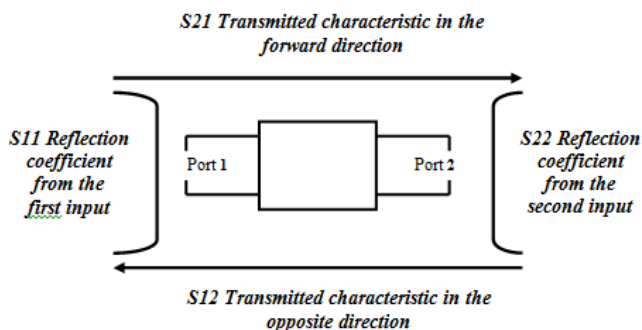 S21 Transmitted characteristic in the
forward direction
S11 Reflection
coefficient
from the
first input
Port 1
Port 2
S22 Reflection
coefficient
from the
second input
S12 Transmitted characteristic in the
opposite direction